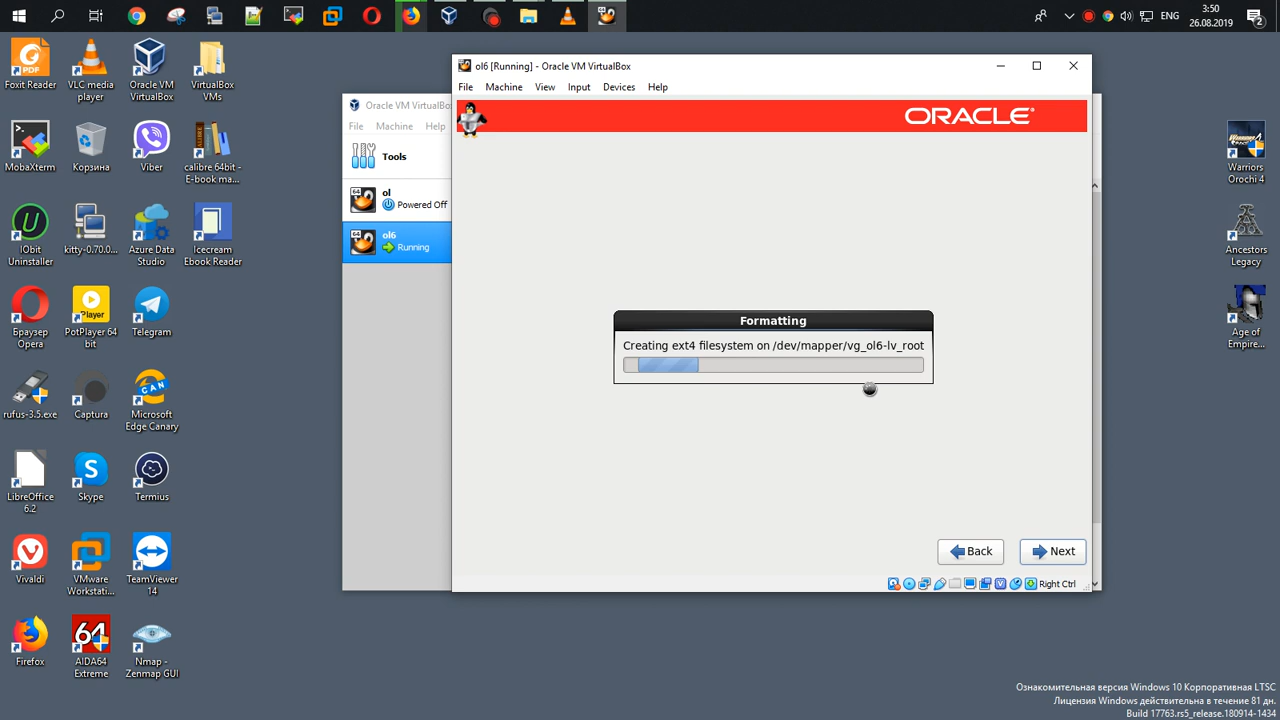 ENG
3:50
26.08.2019
2
Foxit Reader
VLC media
player
Oracle VM
VirtualBox
VirtualBox
VMs
MobaXterm
Корзина
Viber
calibre 64bit -
E-book ma...
IObit
Uninstaller
kitty-0.70.0...
Azure Data
Studio
Icecream
Ebook Reader
Браузер
Opera
PotPlayer 64
bit
Telegram
rufus-3.5.exe
Captura
Microsoft
Edge Canary
LibreOffice
6.2
Skype
Termius
Vivaldi
VMware
Workstati...
TeamViewer
14
Firefox
AIDA64
Extreme
Nmap -
Zenmap GUI
Warriors
Orochi 4
Ancestors
Legacy
Age of
Empire...
Oracle VM VirtualBo
File Machine Help
Tools
ol
Powered Off
ol6
Running
ol6 [Running] - Oracle VM VirtualBox
File Machine View Input Devices Help
ORACLE
Formatting
Creating ext4 filesystem on /dev/mapper/vg_ol6-lv_root
Back
Next
Right Ctrl
Ознакомительная версия Windows 10 Корпоративная LTSC
Лицензия Windows действительна в течение 81 дн.
Build 17763.rs5_release.180914-1434